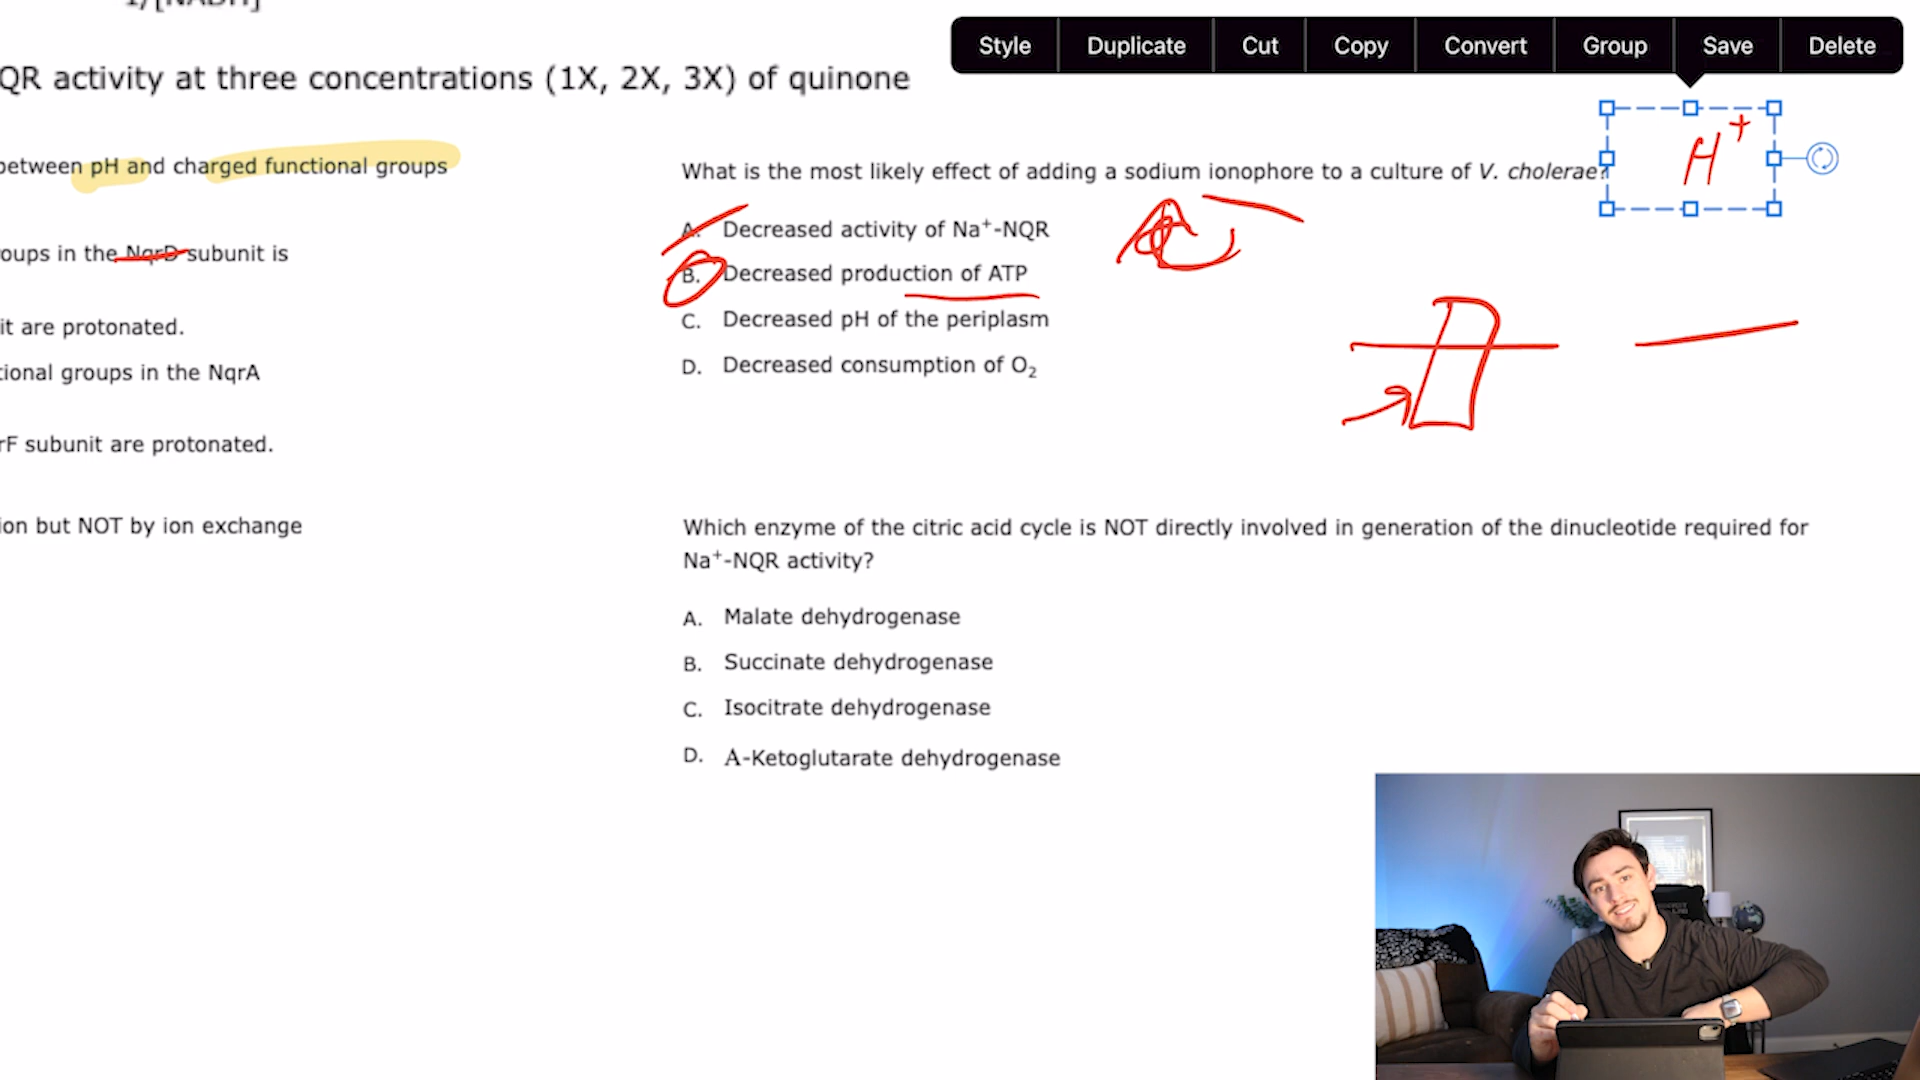 1/[NADH]
QR activity at three concentrations (1X, 2X, 3X) of quinone
between pH and charged functional groups
oups in the NqrD subunit is
it are protonated.
tional groups in the NqrA
rF subunit are protonated.
ion but NOT by ion exchange
Style Duplicate Cut Copy Convert Group Save Delete
H+
What is the most likely effect of adding a sodium ionophore to a culture of V. cholerae?
A. Decreased activity of Na⁺-NQR
B. Decreased production of ATP
C. Decreased pH of the periplasm
D. Decreased consumption of O₂
Which enzyme of the citric acid cycle is NOT directly involved in generation of the dinucleotide required for
Na⁺-NQR activity?
A. Malate dehydrogenase
B. Succinate dehydrogenase
C. Isocitrate dehydrogenase
D. A-Ketoglutarate dehydrogenase